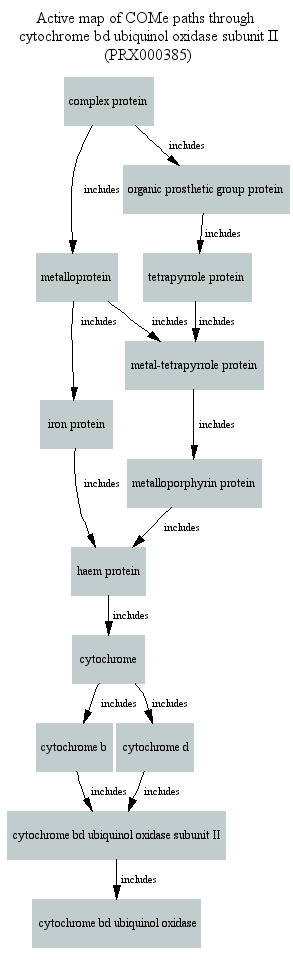 Active map of COMe paths through
cytochrome bd ubiquinol oxidase subunit II
(PRX000385)
complex protein
includes
includes
organic prosthetic group protein
includes
metalloprotein
tetrapyrrole protein
includes
includes
includes
metal-tetrapyrrole protein
iron protein
includes
metalloporphyrin protein
includes
includes
haem protein
includes
cytochrome
includes
includes
cytochrome b
cytochrome d
includes
includes
cytochrome bd ubiquinol oxidase subunit II
includes
cytochrome bd ubiquinol oxidase